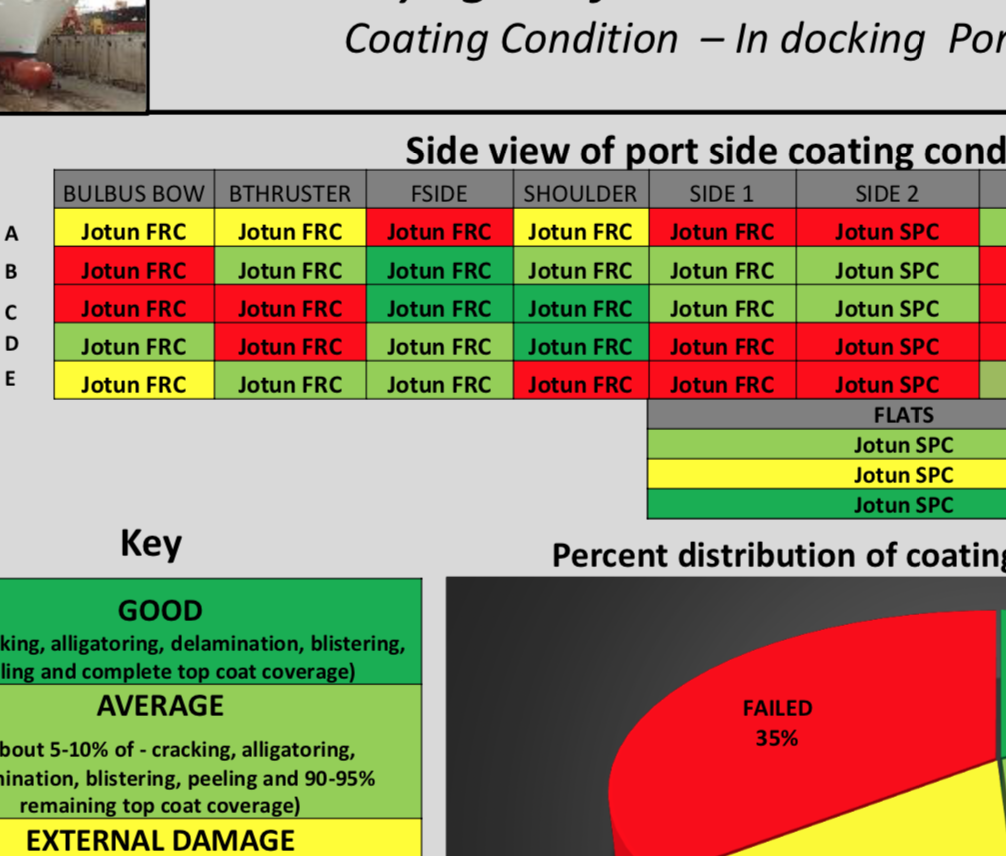 Coating Condition – In docking Por
Side view of port side coating cond
BULBUS BOW BTHRUSTER FSIDE SHOULDER SIDE 1 SIDE 2
A Jotun FRC Jotun FRC Jotun FRC Jotun FRC Jotun FRC Jotun SPC
B Jotun FRC Jotun FRC Jotun FRC Jotun FRC Jotun FRC Jotun SPC
C Jotun FRC Jotun FRC Jotun FRC Jotun FRC Jotun FRC Jotun SPC
D Jotun FRC Jotun FRC Jotun FRC Jotun FRC Jotun FRC Jotun SPC
E Jotun FRC Jotun FRC Jotun FRC Jotun FRC Jotun FRC Jotun SPC
FLATS
Jotun SPC
Jotun SPC
Jotun SPC
Key
Percent distribution of coating
GOOD
king, alligatoring, delamination, blistering,
ling and complete top coat coverage)
AVERAGE
bout 5-10% of - cracking, alligatoring,
ination, blistering, peeling and 90-95%
remaining top coat coverage)
EXTERNAL DAMAGE
FAILED
35%